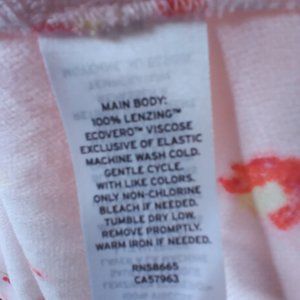 MAIN BODY:
100% LENZING™
ECOVERO™ VISCOSE
EXCLUSIVE OF ELASTIC
MACHINE WASH COLD.
GENTLE CYCLE.
WITH LIKE COLORS.
ONLY NON-CHLORINE
BLEACH IF NEEDED.
TUMBLE DRY LOW.
REMOVE PROMPTLY.
WARM IRON IF NEEDED.
RN58665
CA57963